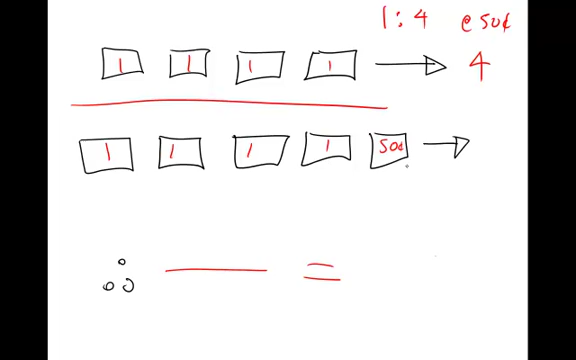 1:4 @50¢
1 1 1 1 → 4
1 1 1 1 50¢ →
∴ — =